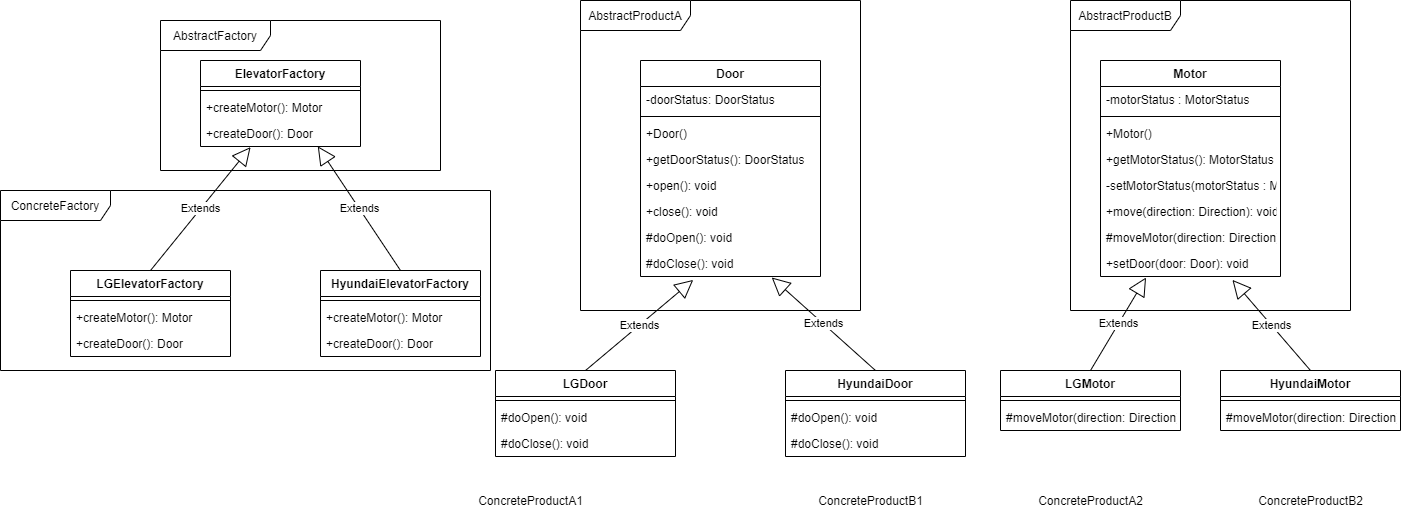 AbstractFactory
ElevatorFactory
+createMotor(): Motor
+createDoor(): Door
ConcreteFactory
Extends
Extends
LGElevatorFactory
+createMotor(): Motor
+createDoor(): Door
HyundaiElevatorFactory
+createMotor(): Motor
+createDoor(): Door
AbstractProductA
Door
-doorStatus: DoorStatus
+Door()
+getDoorStatus(): DoorStatus
+open(): void
+close(): void
#doOpen(): void
#doClose(): void
Extends
Extends
LGDoor
#doOpen(): void
#doClose(): void
HyundaiDoor
#doOpen(): void
#doClose(): void
AbstractProductB
Motor
-motorStatus : MotorStatus
+Motor()
+getMotorStatus(): MotorStatus
-setMotorStatus(motorStatus : M
+move(direction: Direction): void
#moveMotor(direction: Direction
+setDoor(door: Door): void
Extends
Extends
LGMotor
#moveMotor(direction: Direction
HyundaiMotor
#moveMotor(direction: Direction
ConcreteProductA1
ConcreteProductB1
ConcreteProductA2
ConcreteProductB2